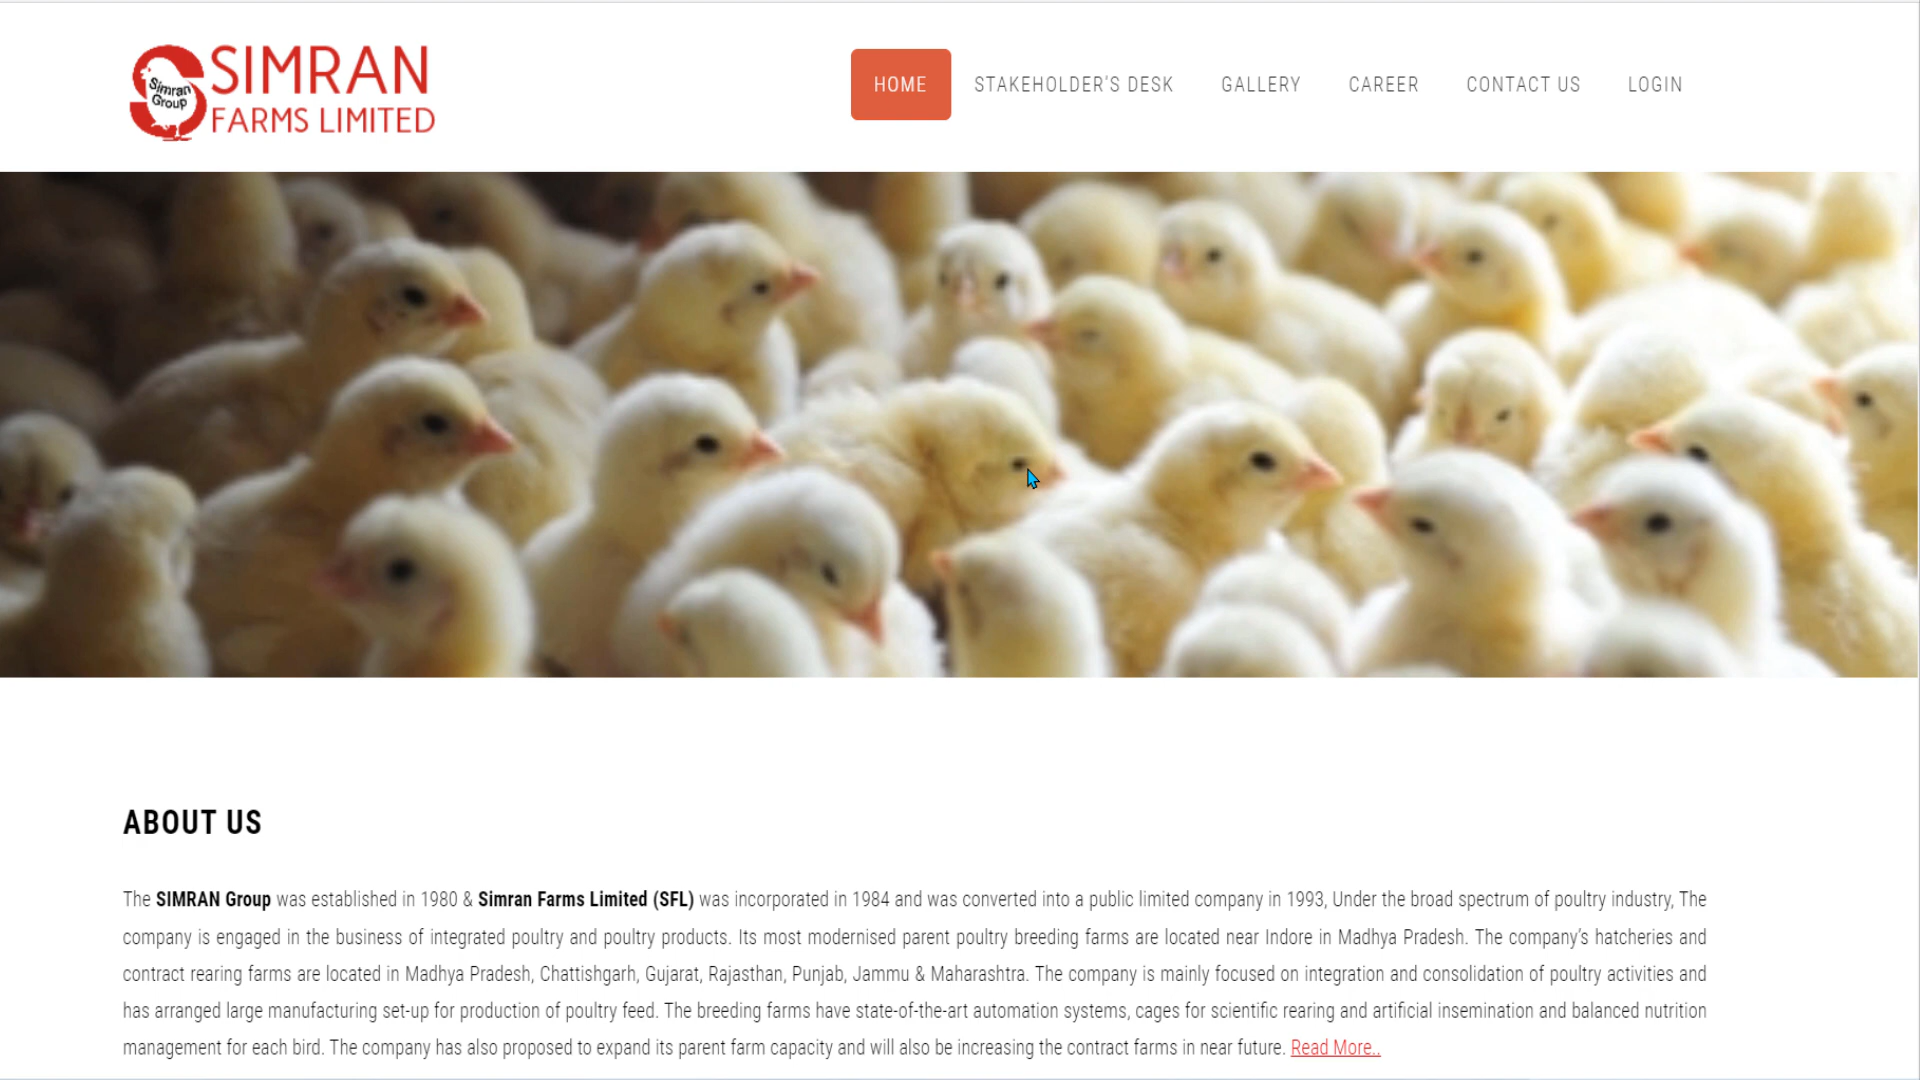 Simran
Group
SIMRAN
FARMS LIMITED
HOME STAKEHOLDER'S DESK GALLERY CAREER CONTACT US LOGIN
ABOUT US
The SIMRAN Group was established in 1980 & Simran Farms Limited (SFL) was incorporated in 1984 and was converted into a public limited company in 1993, Under the broad spectrum of poultry industry, The
company is engaged in the business of integrated poultry and poultry products. Its most modernised parent poultry breeding farms are located near Indore in Madhya Pradesh. The company's hatcheries and
contract rearing farms are located in Madhya Pradesh, Chattishgarh, Gujarat, Rajasthan, Punjab, Jammu & Maharashtra. The company is mainly focused on integration and consolidation of poultry activities and
has arranged large manufacturing set-up for production of poultry feed. The breeding farms have state-of-the-art automation systems, cages for scientific rearing and artificial insemination and balanced nutrition
management for each bird. The company has also proposed to expand its parent farm capacity and will also be increasing the contract farms in near future. Read More..